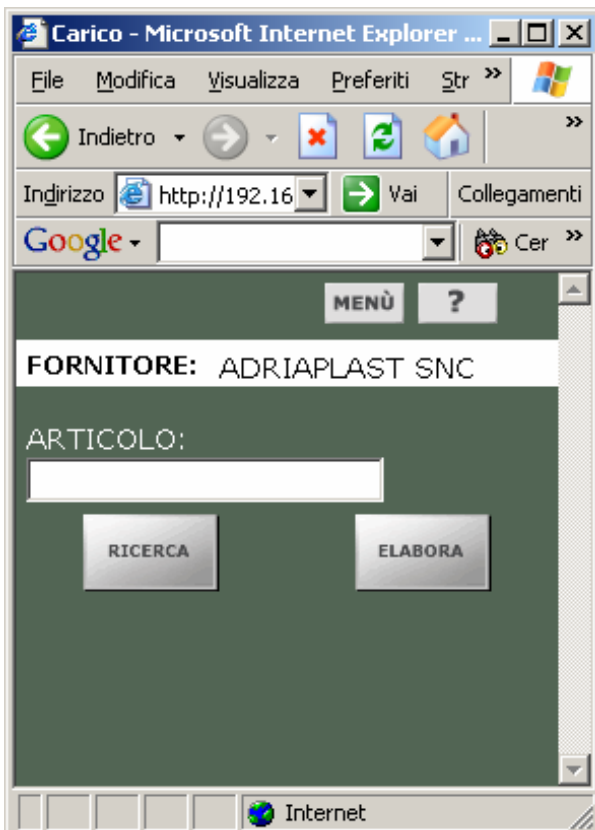 Carico - Microsoft Internet Explorer ...
File Modifica Visualizza Preferiti Str »
Indietro »
Indirizzo http://192.16 Vai Collegamenti
Google Cer »
MENÙ ?
FORNITORE: ADRIAPLAST SNC
ARTICOLO:
RICERCA ELABORA
Internet